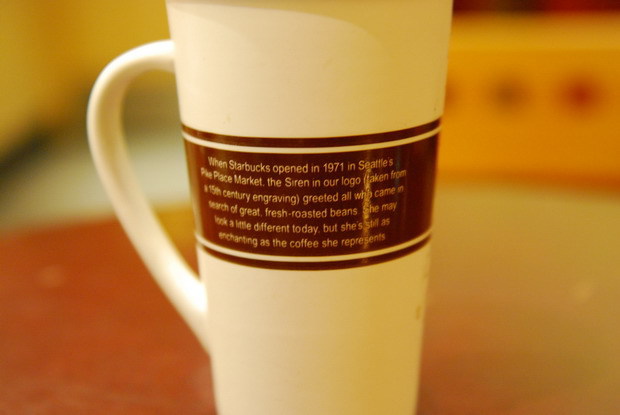 When Starbucks opened in 1971 in Seattle's
Pike Place Market, the Siren in our logo (taken from
a 15th century engraving) greeted all who came in
search of great, fresh-roasted beans. She may
look a little different today, but she's still as
enchanting as the coffee she represents